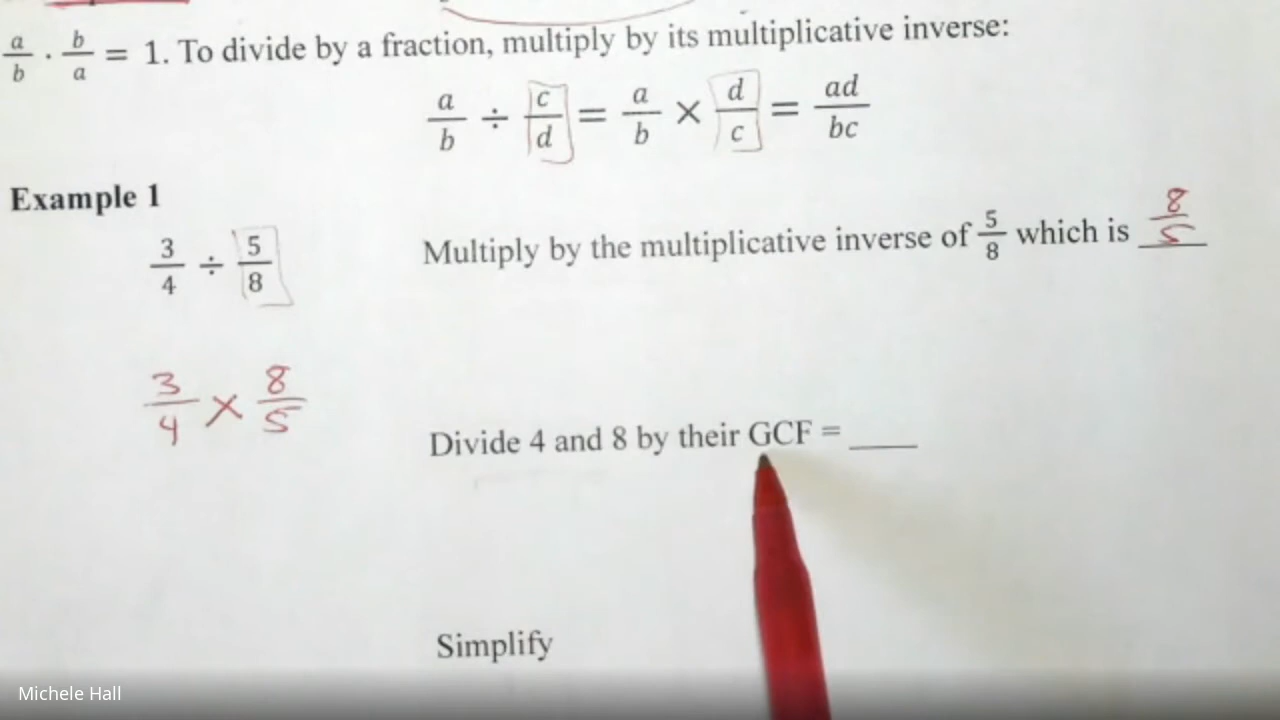 a/b · b/a = 1. To divide by a fraction, multiply by its multiplicative inverse:
a/b ÷ c/d = a/b × d/c = ad/bc
Example 1
3/4 ÷ 5/8
Multiply by the multiplicative inverse of 5/8 which is 8/5
3/4 × 8/5
Divide 4 and 8 by their GCF = ____
Simplify
Michele Hall